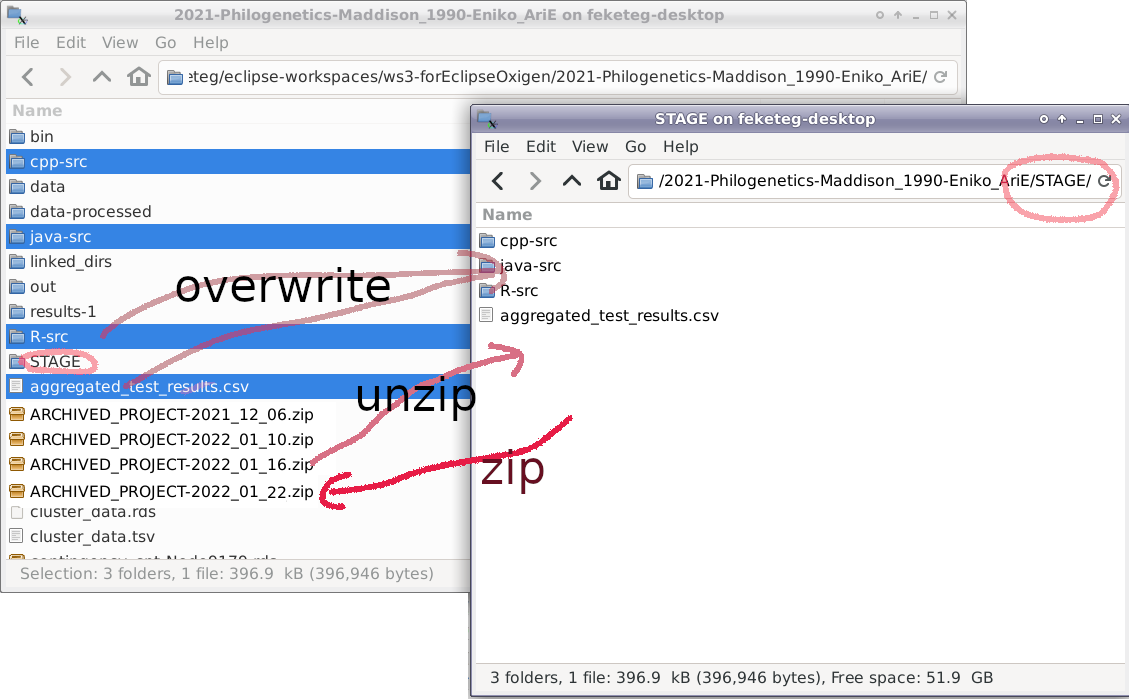 2021-Philogenetics-Maddison_1990-Eniko_AriE on feketeg-desktop
File Edit View Go Help
eteg/eclipse-workspaces/ws3-forEclipseOxigen/2021-Philogenetics-Maddison_1990-Eniko_AriE/
Name
bin
cpp-src
data
data-processed
java-src
linked_dirs
out
results-1
R-src
STAGE
aggregated_test_results.csv
ARCHIVED_PROJECT-2021_12_06.zip
ARCHIVED_PROJECT-2022_01_10.zip
ARCHIVED_PROJECT-2022_01_16.zip
ARCHIVED_PROJECT-2022_01_22.zip
cluster_data.rds
cluster_data.tsv
Selection: 3 folders, 1 file: 396.9 kB (396,946 bytes)
overwrite
unzip
zip
STAGE on feketeg-desktop
File Edit View Go Help
/2021-Philogenetics-Maddison_1990-Eniko_AriE/STAGE/
Name
cpp-src
java-src
R-src
aggregated_test_results.csv
3 folders, 1 file: 396.9 kB (396,946 bytes), Free space: 51.9 GB